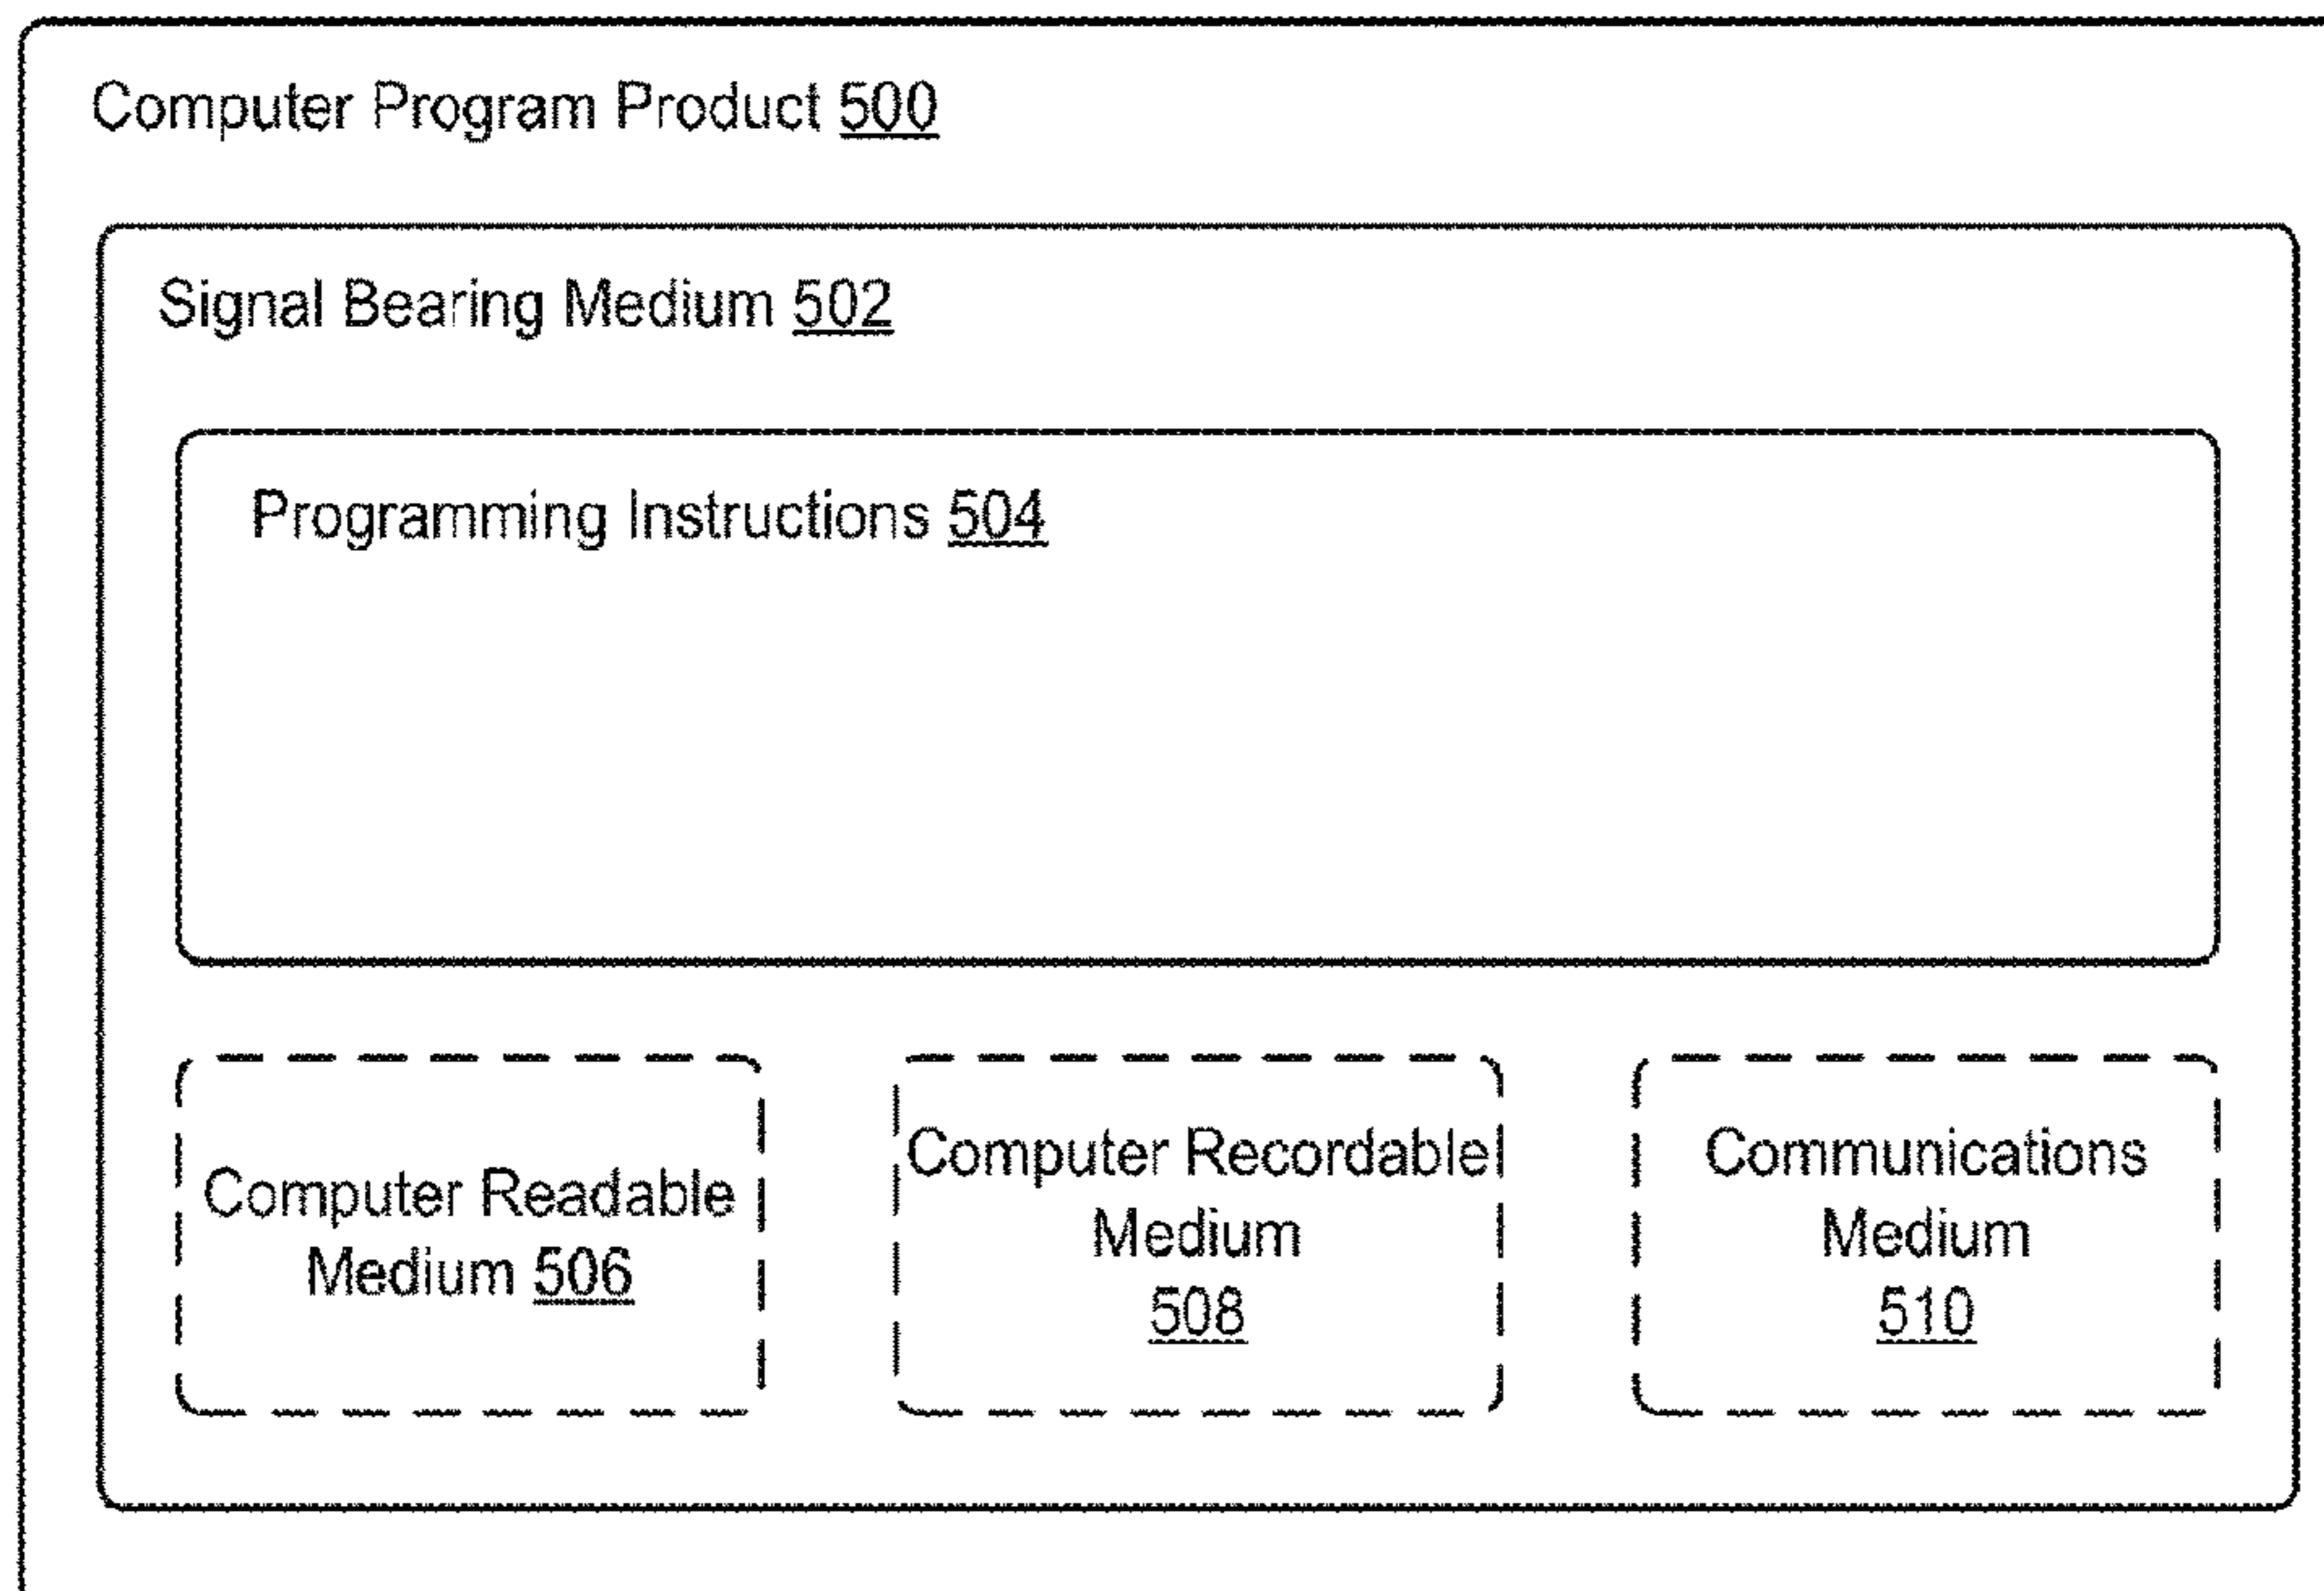 Computer Program Product 500
Signal Bearing Medium 502
Programming Instructions 504
Computer Readable
Medium 506
Computer Recordable
Medium
508
Communications
Medium
510